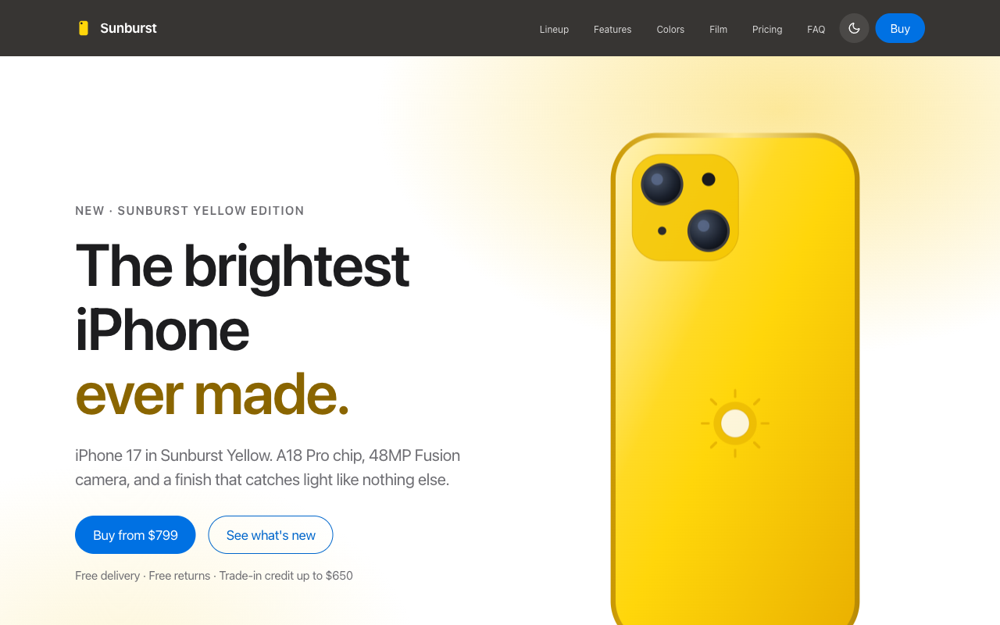 Sunburst
Lineup
Features
Colors
Film
Pricing
FAQ
Buy
NEW · SUNBURST YELLOW EDITION
The brightest
iPhone
ever made.
iPhone 17 in Sunburst Yellow. A18 Pro chip, 48MP Fusion
camera, and a finish that catches light like nothing else.
Buy from $799
See what's new
Free delivery · Free returns · Trade-in credit up to $650